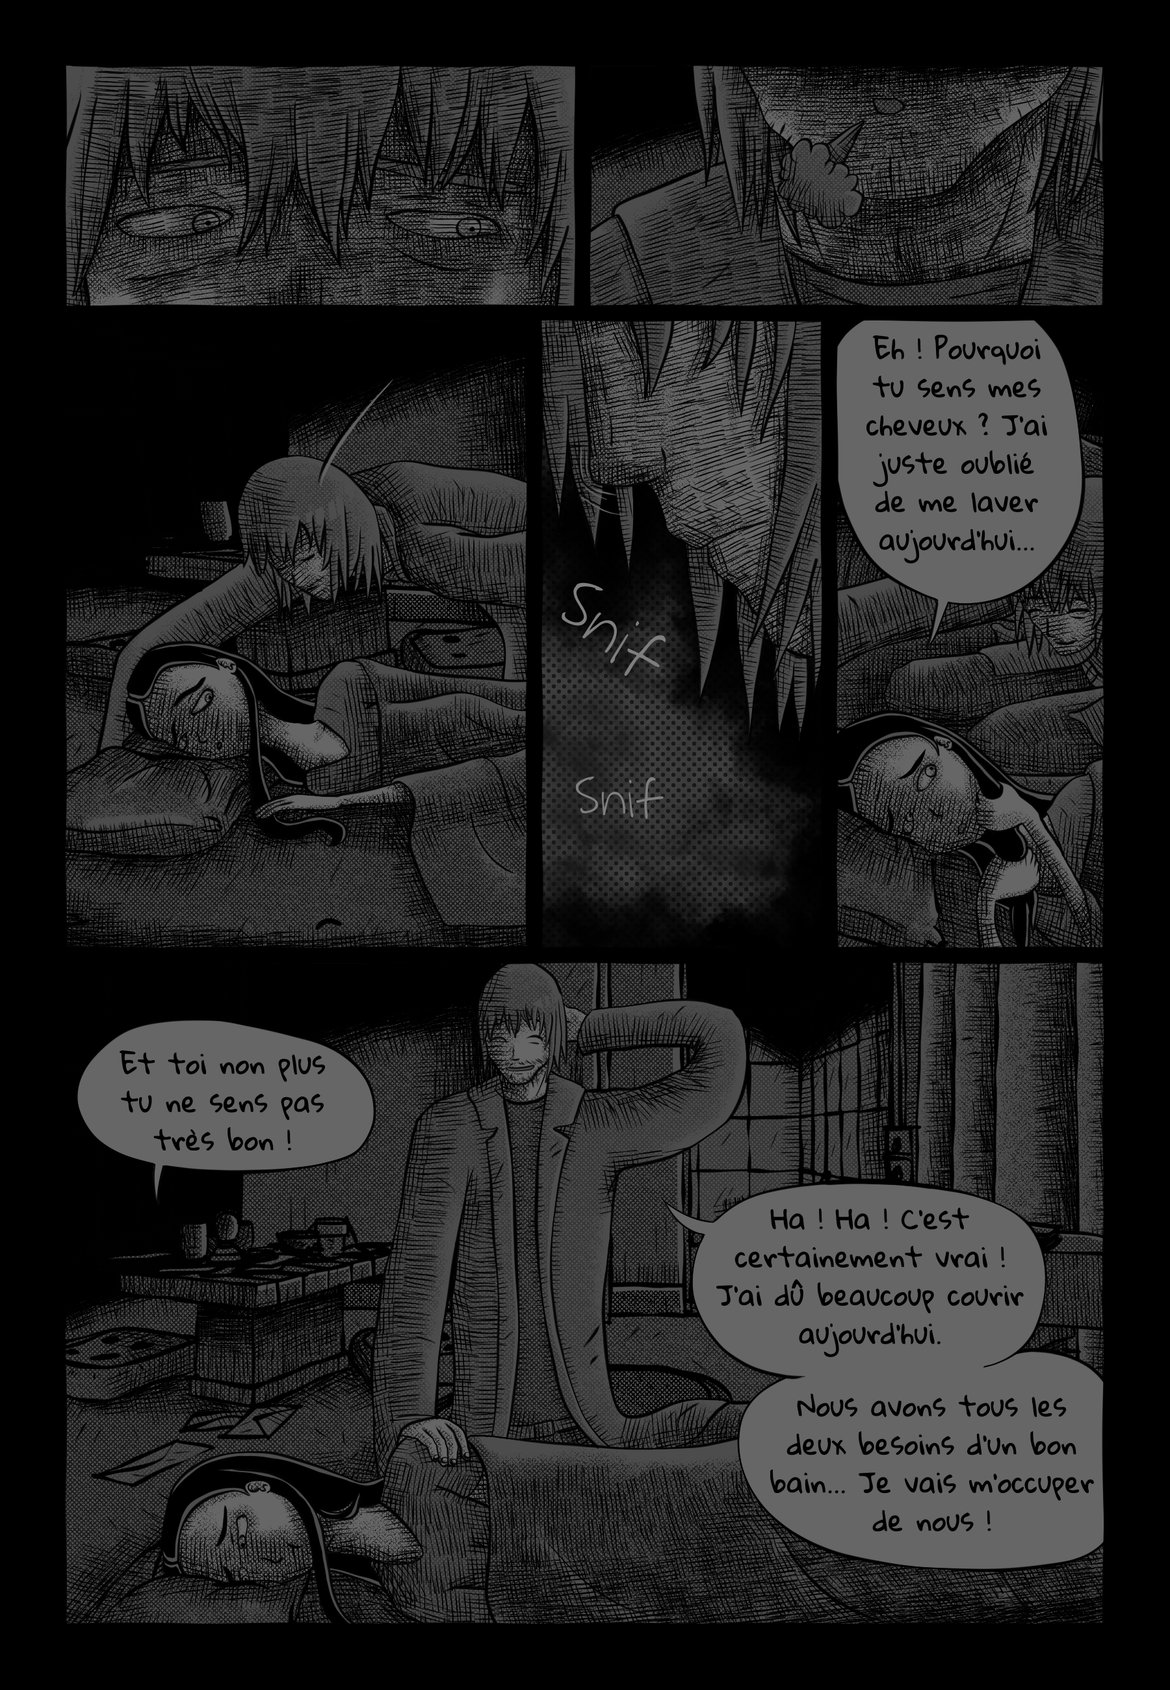 Eh ! Pourquoi
tu sens mes
cheveux ? J'ai
juste oublié
de me laver
aujourd'hui...
Snif
Snif
Et toi non plus
tu ne sens pas
très bon !
Ha ! Ha ! C'est
certainement vrai !
J'ai dû beaucoup courir
aujourd'hui.
Nous avons tous les
deux besoins d'un bon
bain... Je vais m'occuper
de nous !